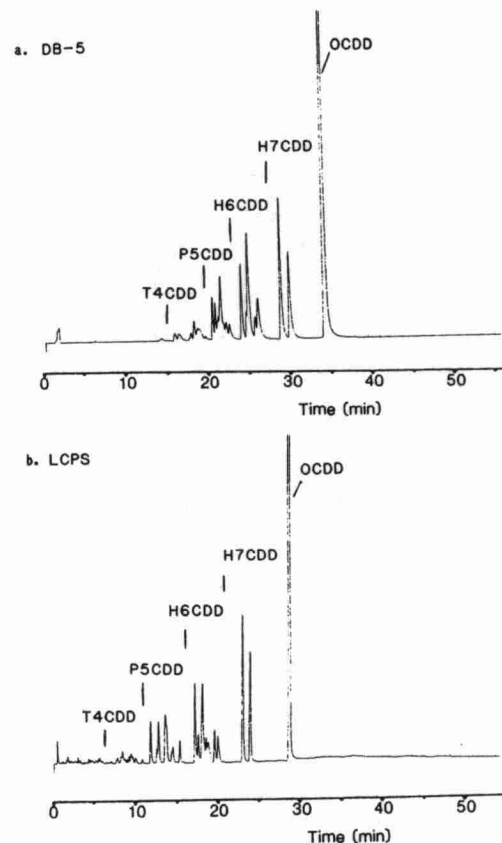 a. DB-5
OCDD
H7CDD
H6CDD
P5CDD
T4CDD
0 10 20 30 40 50
Time (min)
b. LCPS
OCDD
H7CDD
H6CDD
P5CDD
T4CDD
0 10 20 30 40 50
Time (min)